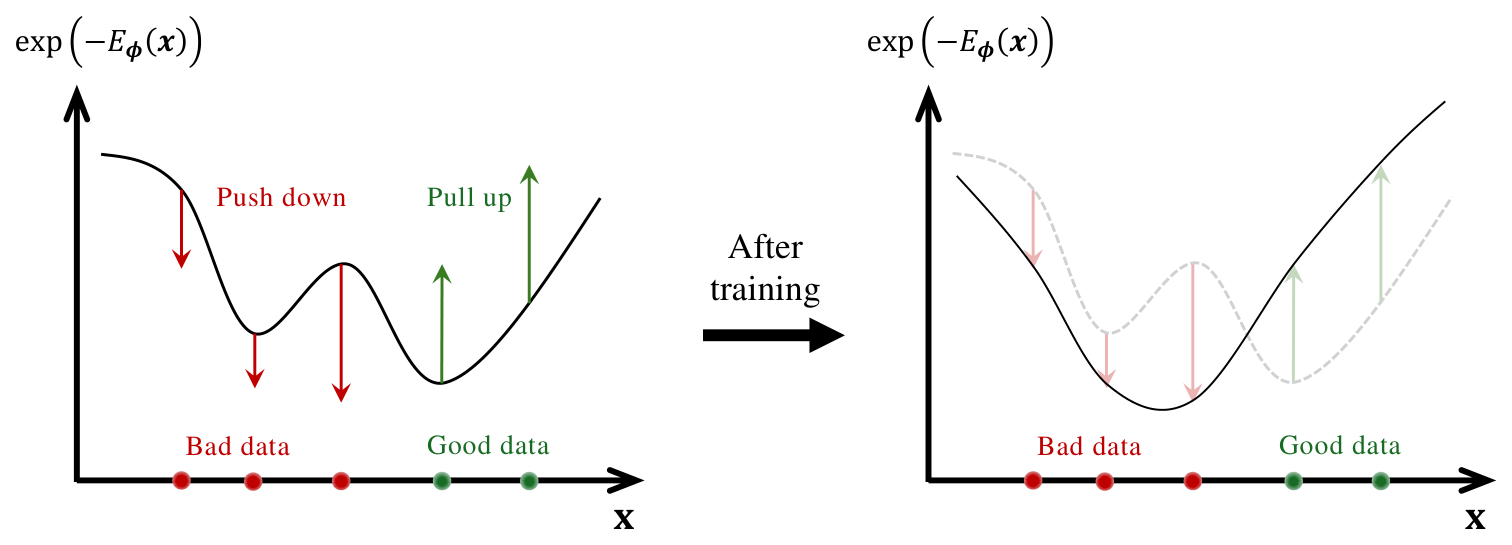 exp(−E_ϕ(x))
Push down
Pull up
Bad data
Good data
x
After
training
exp(−E_ϕ(x))
Bad data
Good data
x